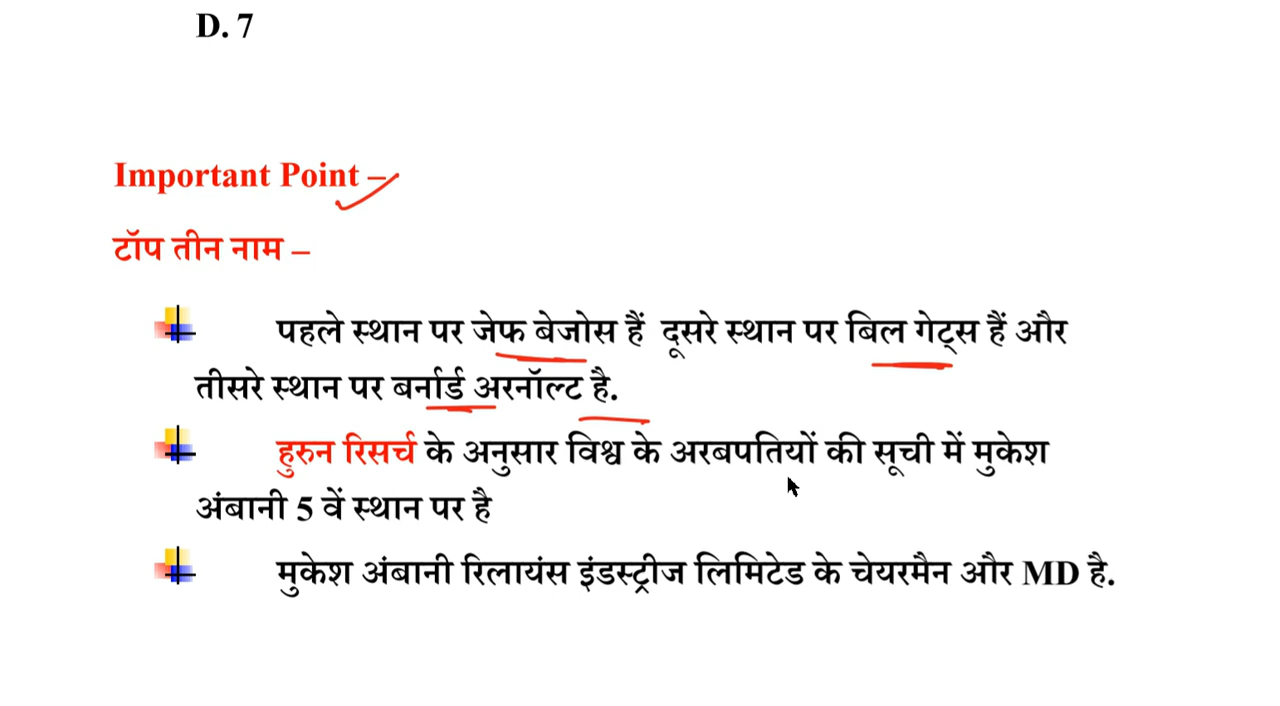 D. 7
Important Point –
टॉप तीन नाम –
पहले स्थान पर जेफ बेजोस हैं दूसरे स्थान पर बिल गेट्स हैं और
तीसरे स्थान पर बर्नार्ड अरनॉल्ट है.
हुरुन रिसर्च के अनुसार विश्व के अरबपतियों की सूची में मुकेश
अंबानी 5 वें स्थान पर है
मुकेश अंबानी रिलायंस इंडस्ट्रीज लिमिटेड के चेयरमैन और MD है.